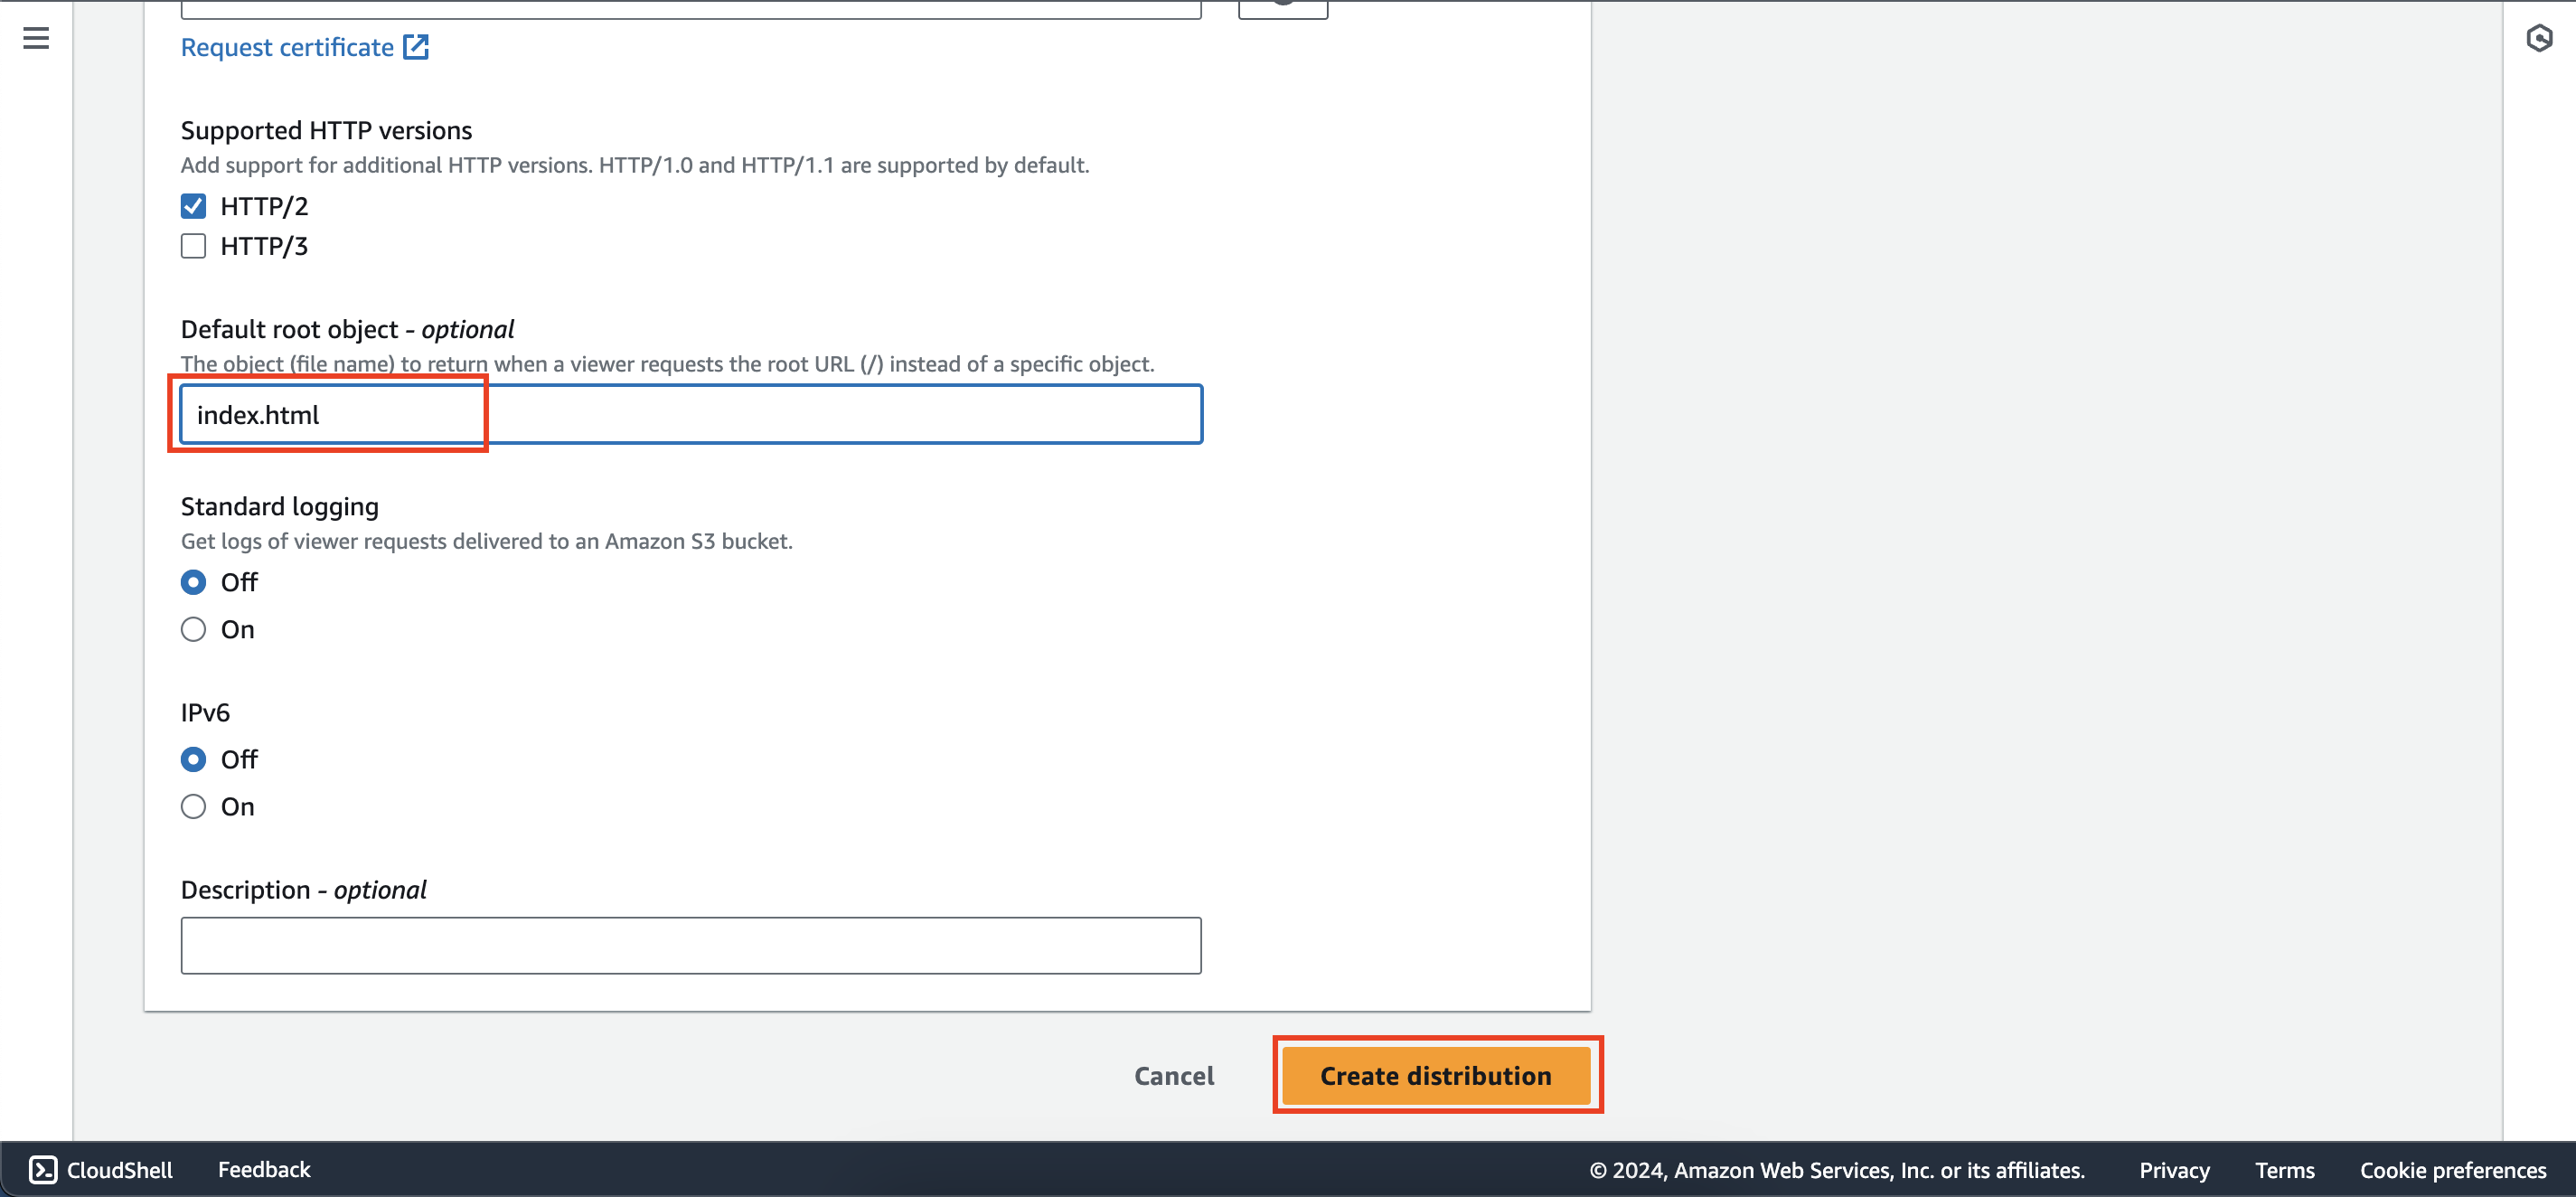 Request certificate
Supported HTTP versions
Add support for additional HTTP versions. HTTP/1.0 and HTTP/1.1 are supported by default.
HTTP/2
HTTP/3
Default root object - optional
The object (file name) to return when a viewer requests the root URL (/) instead of a specific object.
index.html
Standard logging
Get logs of viewer requests delivered to an Amazon S3 bucket.
Off
On
IPv6
Off
On
Description - optional
Cancel
Create distribution
CloudShell
Feedback
© 2024, Amazon Web Services, Inc. or its affiliates.
Privacy
Terms
Cookie preferences